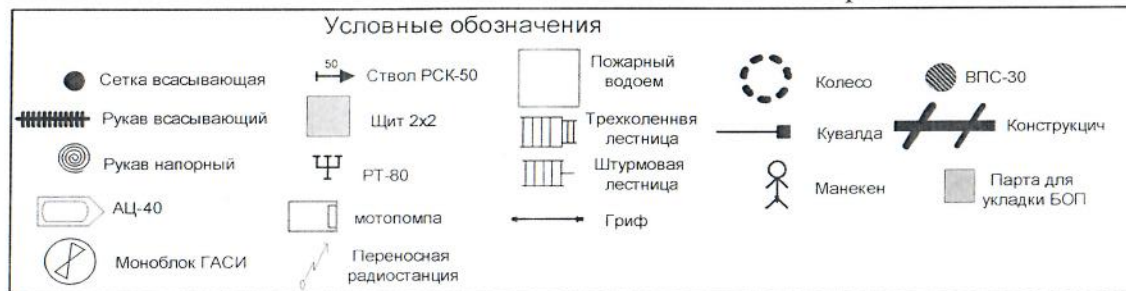 Условные обозначения
Сетка всасывающая
Рукав всасывающий
Рукав напорный
АЦ-40
Моноблок ГАСИ
50
Ствол РСК-50
Щит 2х2
РТ-80
мотопомпа
Переносная
радиостанция
Пожарный
водоем
Трехколенная
лестница
Штурмовая
лестница
Гриф
Колесо
Кувалда
Манекен
ВПС-30
Конструкцич
Парта для
укладки БОП